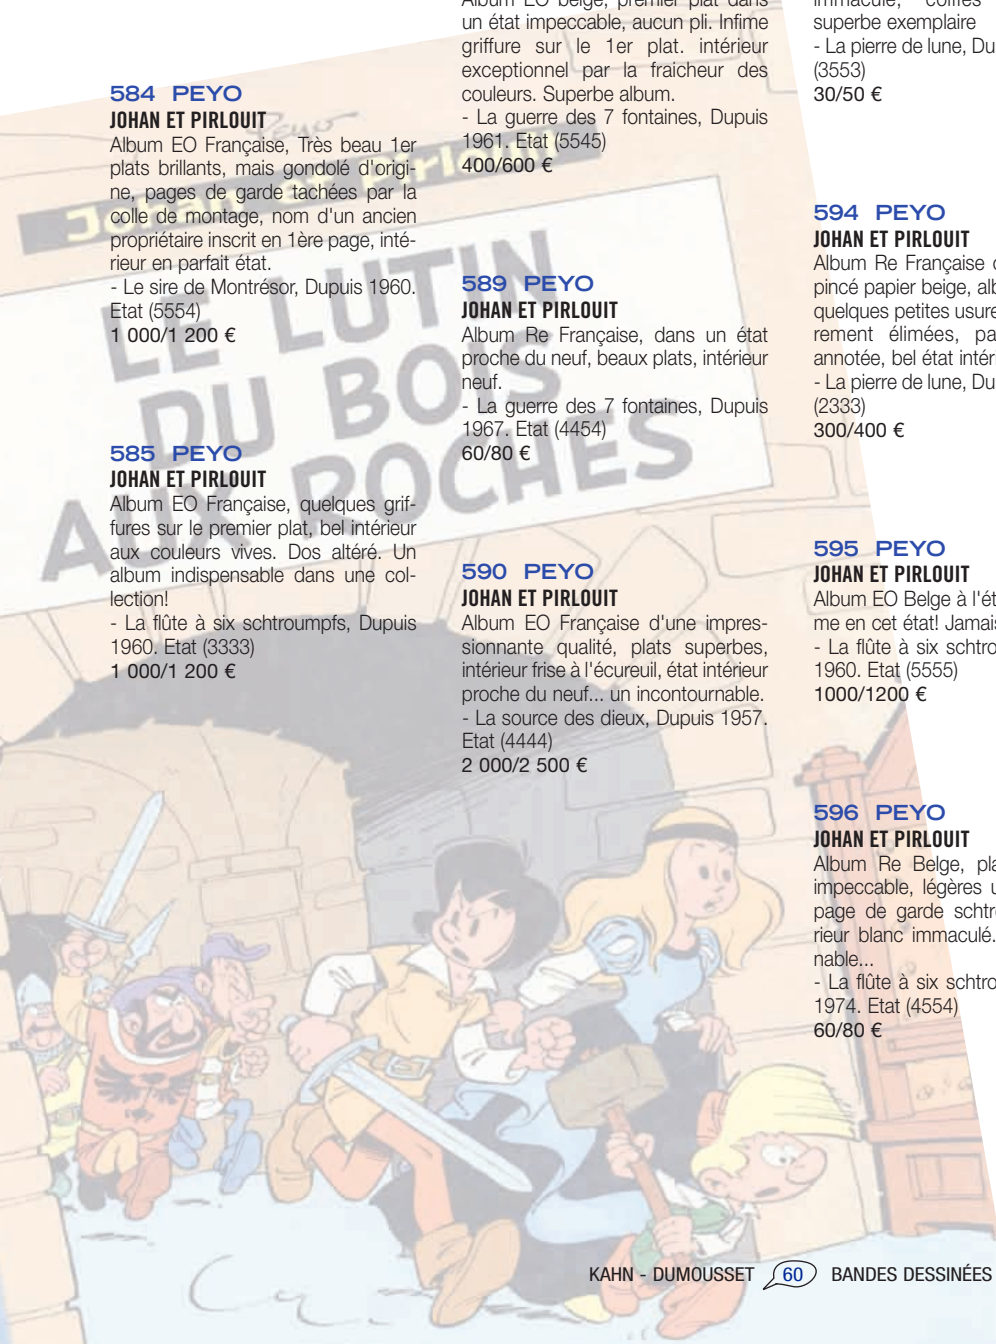 584 PEYO
JOHAN ET PIRLOUIT
Album EO Française, Très beau 1er
plats brillants, mais gondolé d'origi-
ne, pages de garde tachées par la
colle de montage, nom d'un ancien
propriétaire inscrit en 1ère page, inté-
rieur en parfait état.
- Le sire de Montrésor, Dupuis 1960.
Etat (5554)
1 000/1 200 €
585 PEYO
JOHAN ET PIRLOUIT
Album EO Française, quelques grif-
fures sur le premier plat, bel intérieur
aux couleurs vives. Dos altéré. Un
album indispensable dans une col-
lection!
- La flûte à six schtroumpfs, Dupuis
1960. Etat (3333)
1 000/1 200 €
Album EO belge, premier plat dans
un état impeccable, aucun pli. Infime
griffure sur le 1er plat. intérieur
exceptionnel par la fraicheur des
couleurs. Superbe album.
- La guerre des 7 fontaines, Dupuis
1961. Etat (5545)
400/600 €
589 PEYO
JOHAN ET PIRLOUIT
Album Re Française, dans un état
proche du neuf, beaux plats, intérieur
neuf.
- La guerre des 7 fontaines, Dupuis
1967. Etat (4454)
60/80 €
590 PEYO
JOHAN ET PIRLOUIT
Album EO Française d'une impres-
sionnante qualité, plats superbes,
intérieur frise à l'écureuil, état intérieur
proche du neuf... un incontournable.
- La source des dieux, Dupuis 1957.
Etat (4444)
2 000/2 500 €
immaculé, coiffes
superbe exemplaire
- La pierre de lune, Du
(3553)
30/50 €
594 PEYO
JOHAN ET PIRLOUIT
Album Re Française
pincé papier beige, alb
quelques petites usure
rement élimées, pa
annotée, bel état intér
- La pierre de lune, Du
(2333)
300/400 €
595 PEYO
JOHAN ET PIRLOUIT
Album EO Belge à l'ét
me en cet état! Jamais
- La flûte à six schtro
1960. Etat (5555)
1000/1200 €
596 PEYO
JOHAN ET PIRLOUIT
Album Re Belge, pla
impeccable, légères u
page de garde schtro
rieur blanc immaculé.
nable...
- La flûte à six schtro
1974. Etat (4554)
60/80 €
Peyo
Johan et Pirlouit
LE LUTIN
DU BOIS
AUX ROCHES
KAHN - DUMOUSSET 60 BANDES DESSINÉES